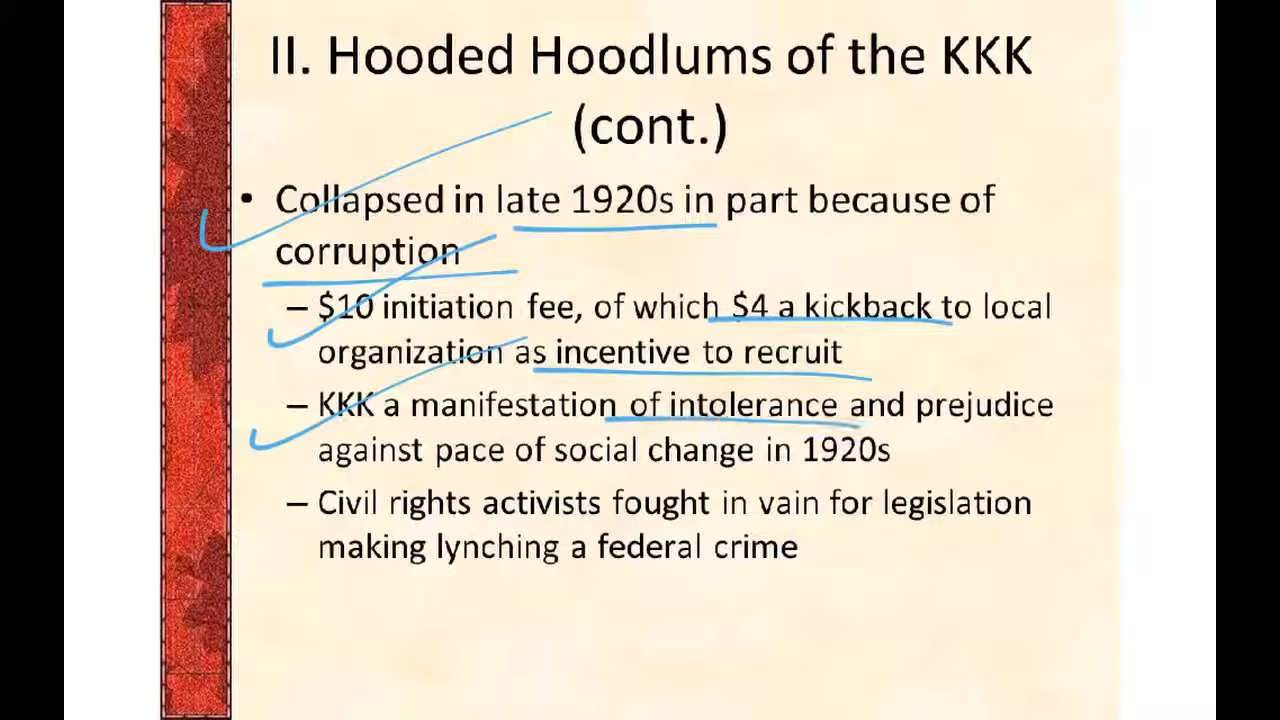 II. Hooded Hoodlums of the KKK
(cont.)
• Collapsed in late 1920s in part because of
corruption
– $10 initiation fee, of which $4 a kickback to local
organization as incentive to recruit
– KKK a manifestation of intolerance and prejudice
against pace of social change in 1920s
– Civil rights activists fought in vain for legislation
making lynching a federal crime